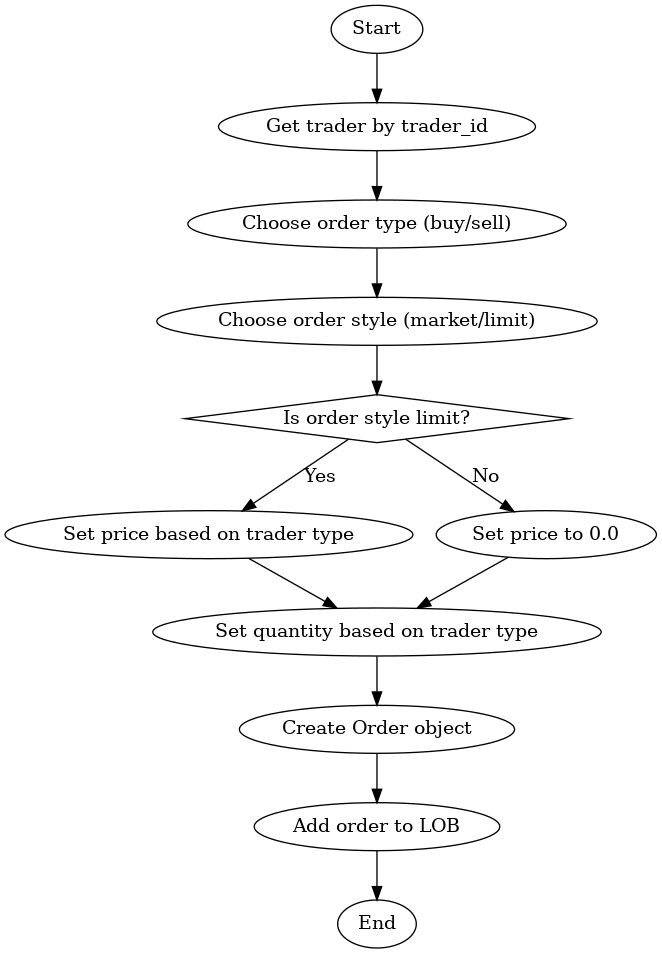 Start
Get trader by trader_id
Choose order type (buy/sell)
Choose order style (market/limit)
Is order style limit?
Yes
No
Set price based on trader type
Set price to 0.0
Set quantity based on trader type
Create Order object
Add order to LOB
End